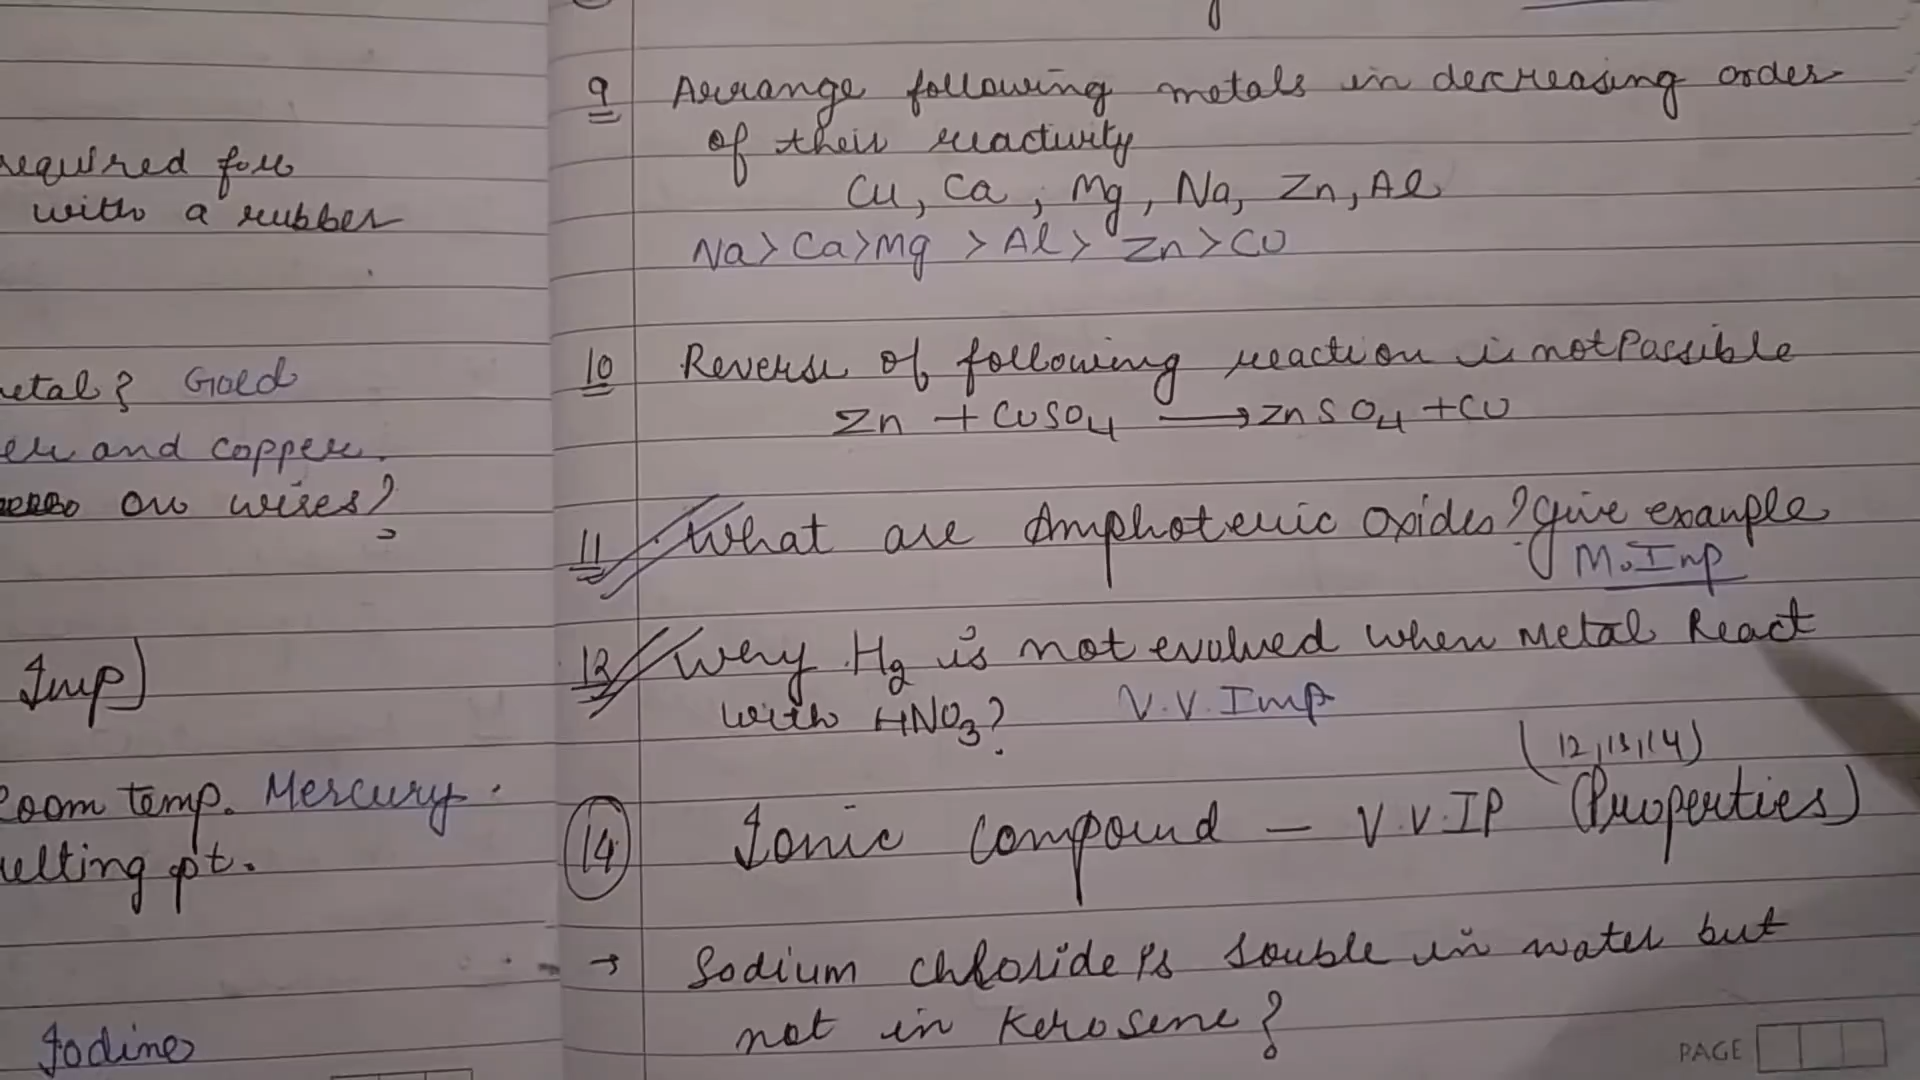 required for
with a rubber
etal? Gold
er and copper.
on wires?
Imp)
Room temp. Mercury.
elting pt.
Iodine
9 Arrange following metals in decreasing order
of their reactivity
Cu, Ca, Mg, Na, Zn, Al
Na > Ca > Mg > Al > Zn > Cu
10 Reverse of following reaction is not Possible
Zn + CuSO4 → ZnSO4 + Cu
11 What are Amphoteric Oxides? Give example
M. Imp
12 Why H2 is not evolved when Metal React
with HNO3? V.V. Imp
(12,13,14)
14 Ionic Compound - V.V.IP (Properties)
→ Sodium chloride is souble in water but
not in Kerosene?
PAGE